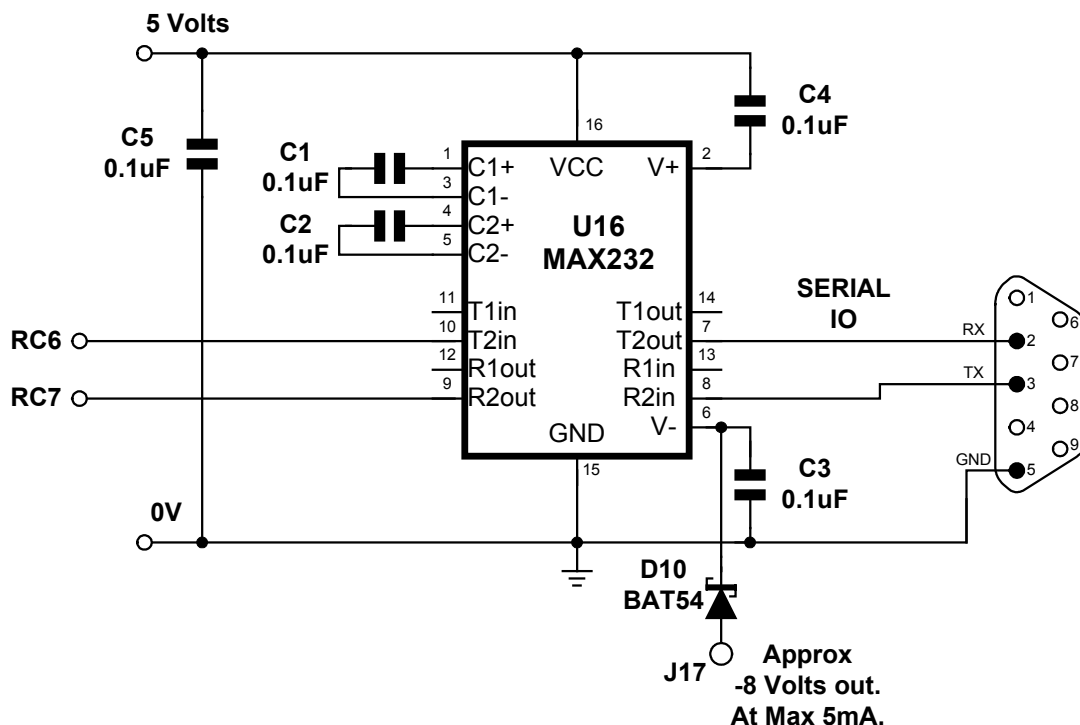 5 Volts
C5
0.1uF
C1
0.1uF
C2
0.1uF
C4
0.1uF
16
1
3
4
5
2
C1+
VCC
V+
C1-
C2+
C2-
U16
MAX232
11
10
12
9
T1in
T2in
R1out
R2out
T1out
T2out
R1in
R2in
V-
GND
14
7
13
8
6
15
RC6
RC7
SERIAL
IO
RX
TX
GND
1
2
3
4
5
6
7
8
9
C3
0.1uF
0V
D10
BAT54
J17
Approx
-8 Volts out.
At Max 5mA.